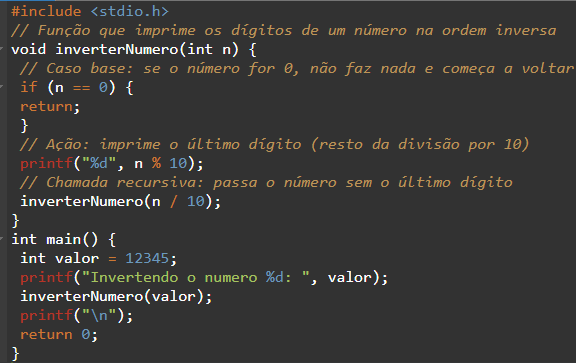 #include <stdio.h>
// Função que imprime os dígitos de um número na ordem inversa
void inverterNumero(int n) {
// Caso base: se o número for 0, não faz nada e começa a voltar
if (n == 0) {
return;
}
// Ação: imprime o último dígito (resto da divisão por 10)
printf("%d", n % 10);
// Chamada recursiva: passa o número sem o último dígito
inverterNumero(n / 10);
}
int main() {
int valor = 12345;
printf("Invertendo o numero %d: ", valor);
inverterNumero(valor);
printf("\n");
return 0;
}